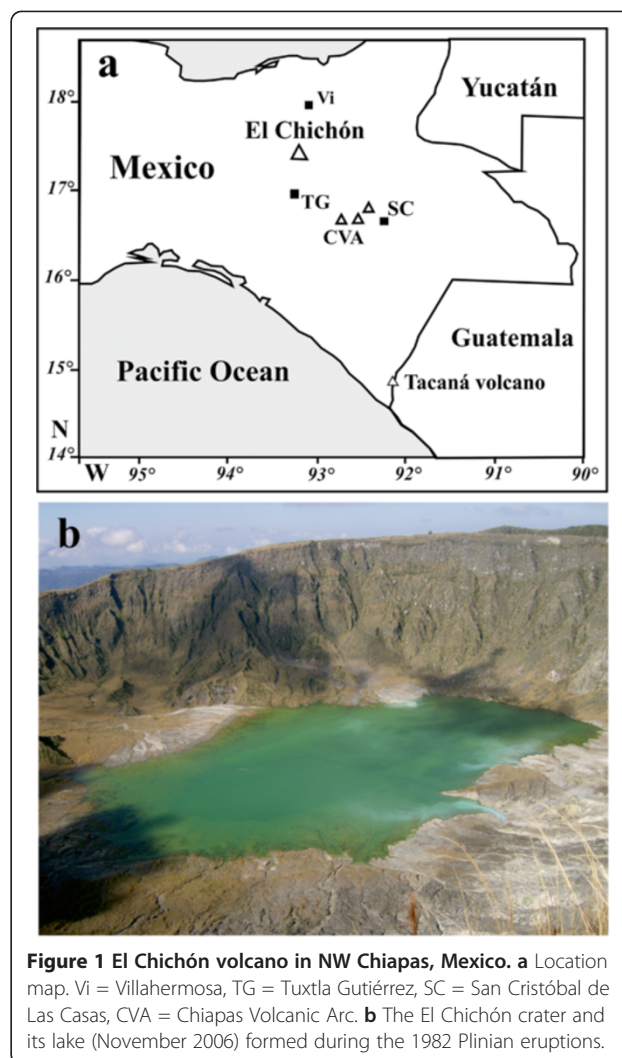 a
18°
17°
16°
15°
N
14°
W
95°
94°
93°
92°
91°
90°
Yucatán
Vi
El Chichón
Mexico
TG
SC
CVA
Guatemala
Pacific Ocean
Tacaná volcano
b
Figure 1 El Chichón volcano in NW Chiapas, Mexico. a Location
map. Vi = Villahermosa, TG = Tuxtla Gutiérrez, SC = San Cristóbal de
Las Casas, CVA = Chiapas Volcanic Arc. b The El Chichón crater and
its lake (November 2006) formed during the 1982 Plinian eruptions.